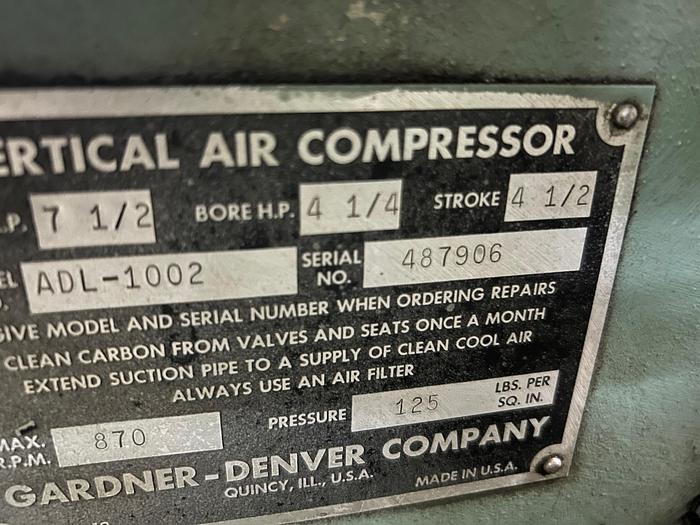 ERTICAL AIR COMPRESSOR
.P. 7 1/2 BORE H.P. 4 1/4 STROKE 4 1/2
EL ADL-1002 SERIAL NO. 487906
GIVE MODEL AND SERIAL NUMBER WHEN ORDERING REPAIRS
CLEAN CARBON FROM VALVES AND SEATS ONCE A MONTH
EXTEND SUCTION PIPE TO A SUPPLY OF CLEAN COOL AIR
ALWAYS USE AN AIR FILTER
MAX. R.P.M. 870 PRESSURE 125 LBS. PER SQ. IN.
GARDNER-DENVER COMPANY
QUINCY, ILL., U.S.A. MADE IN U.S.A.